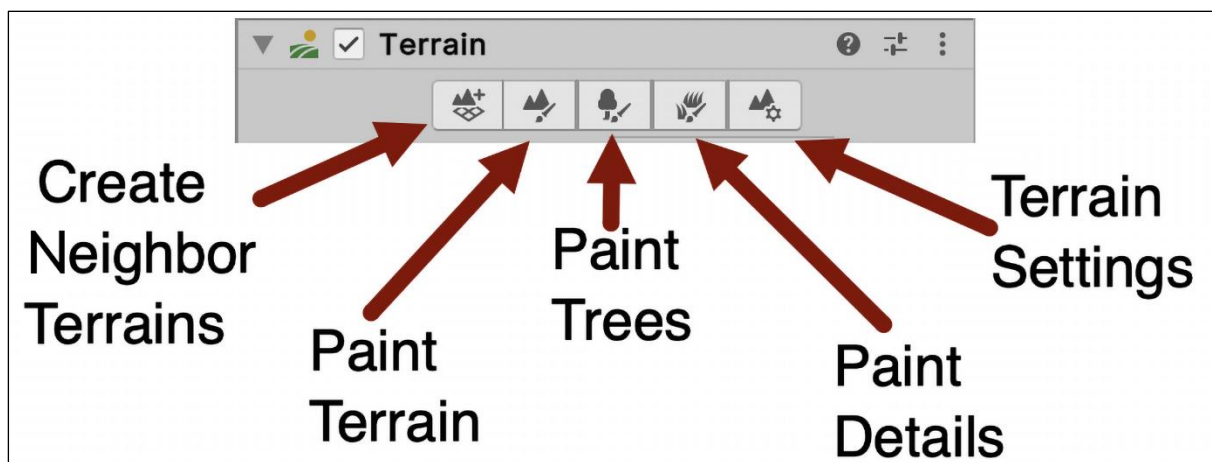 Terrain
Create
Neighbor
Terrains
Paint
Terrain
Paint
Trees
Paint
Details
Terrain
Settings